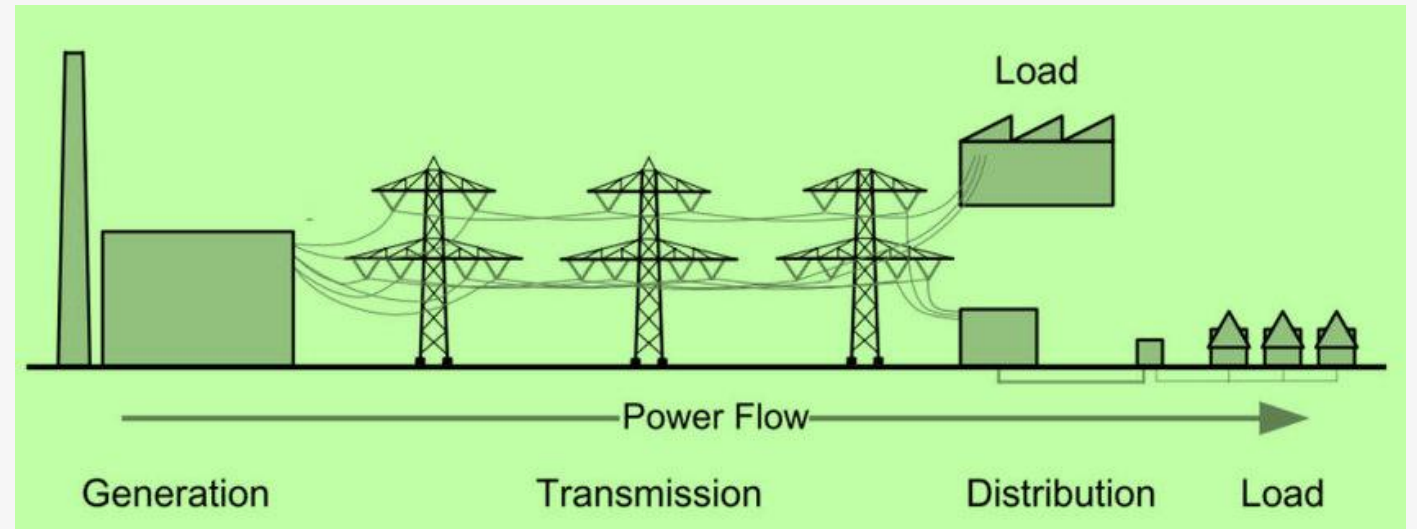 Load
Power Flow
Generation
Transmission
Distribution
Load